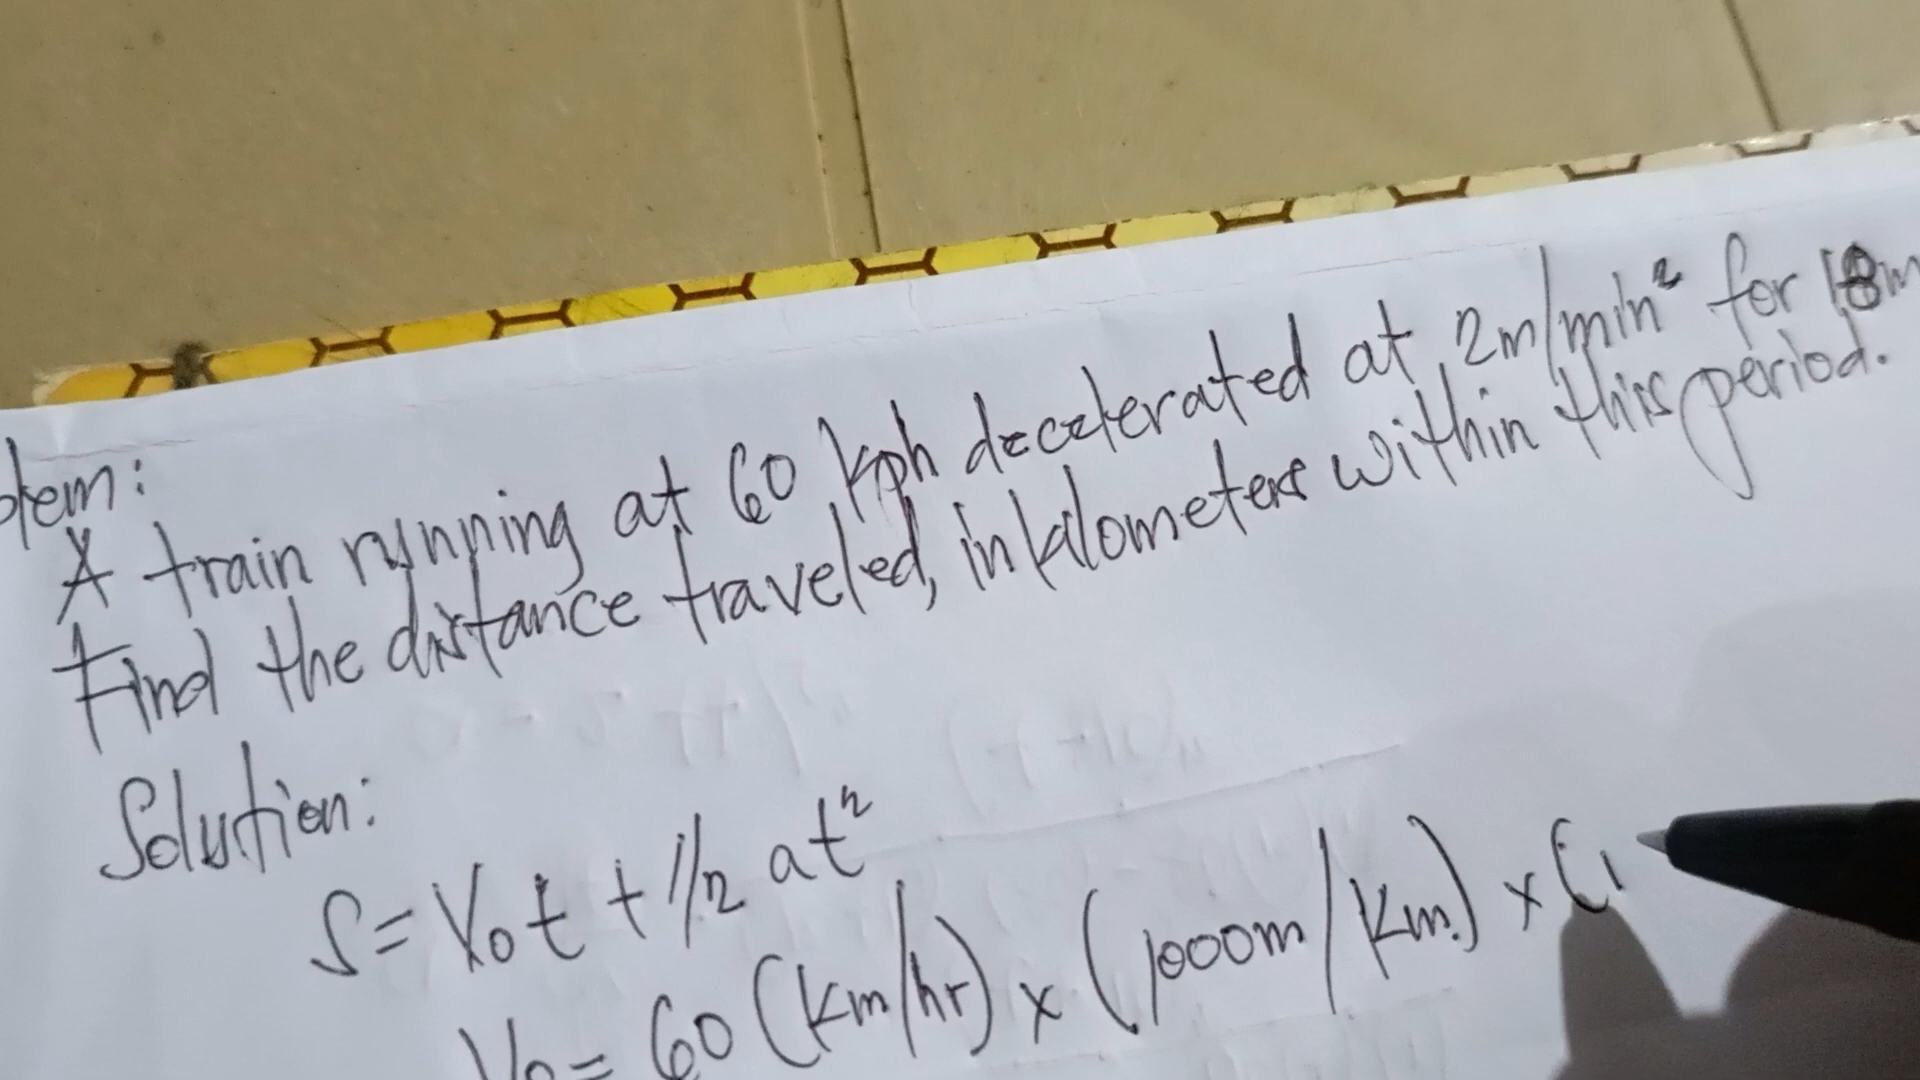 A train running at 60 kph decelerated at 2m/min² for 18
Find the distance traveled, in kilometers within this period.
Solution:
S = Vot + 1/2 at²
Vo = 60 (km/hr) x (1000m/km) x (1